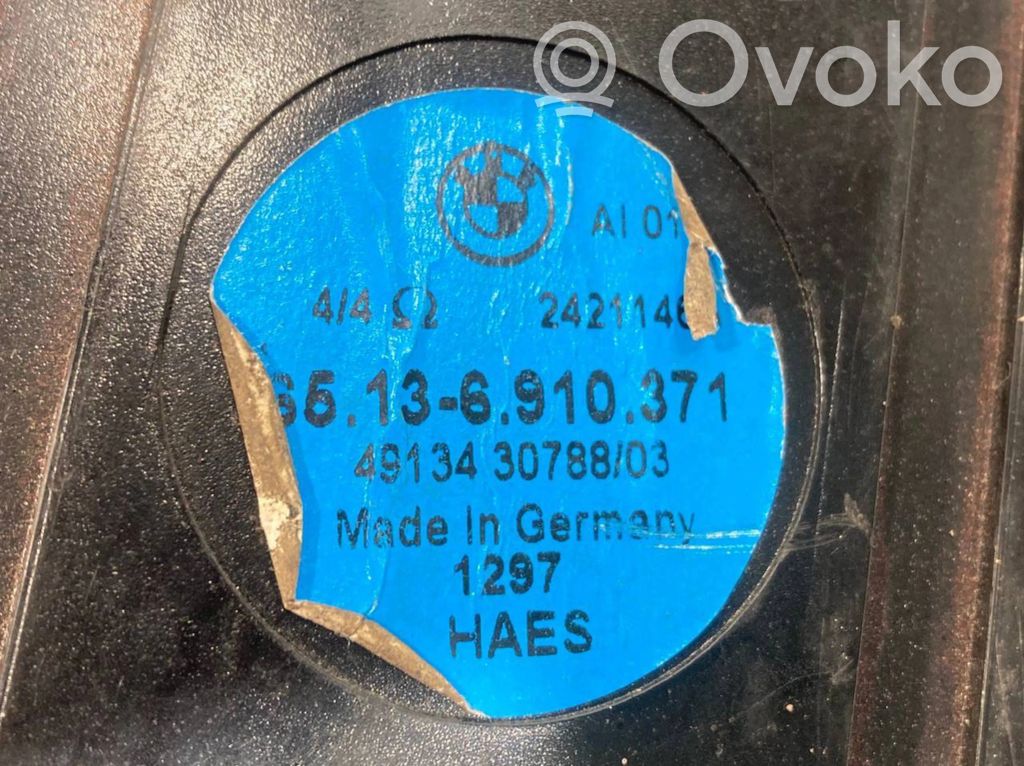 Ovoko
AI 01
4/4 Ω 2421146
65.13-6.910.371
49134 30788/03
Made In Germany
1297
HAES